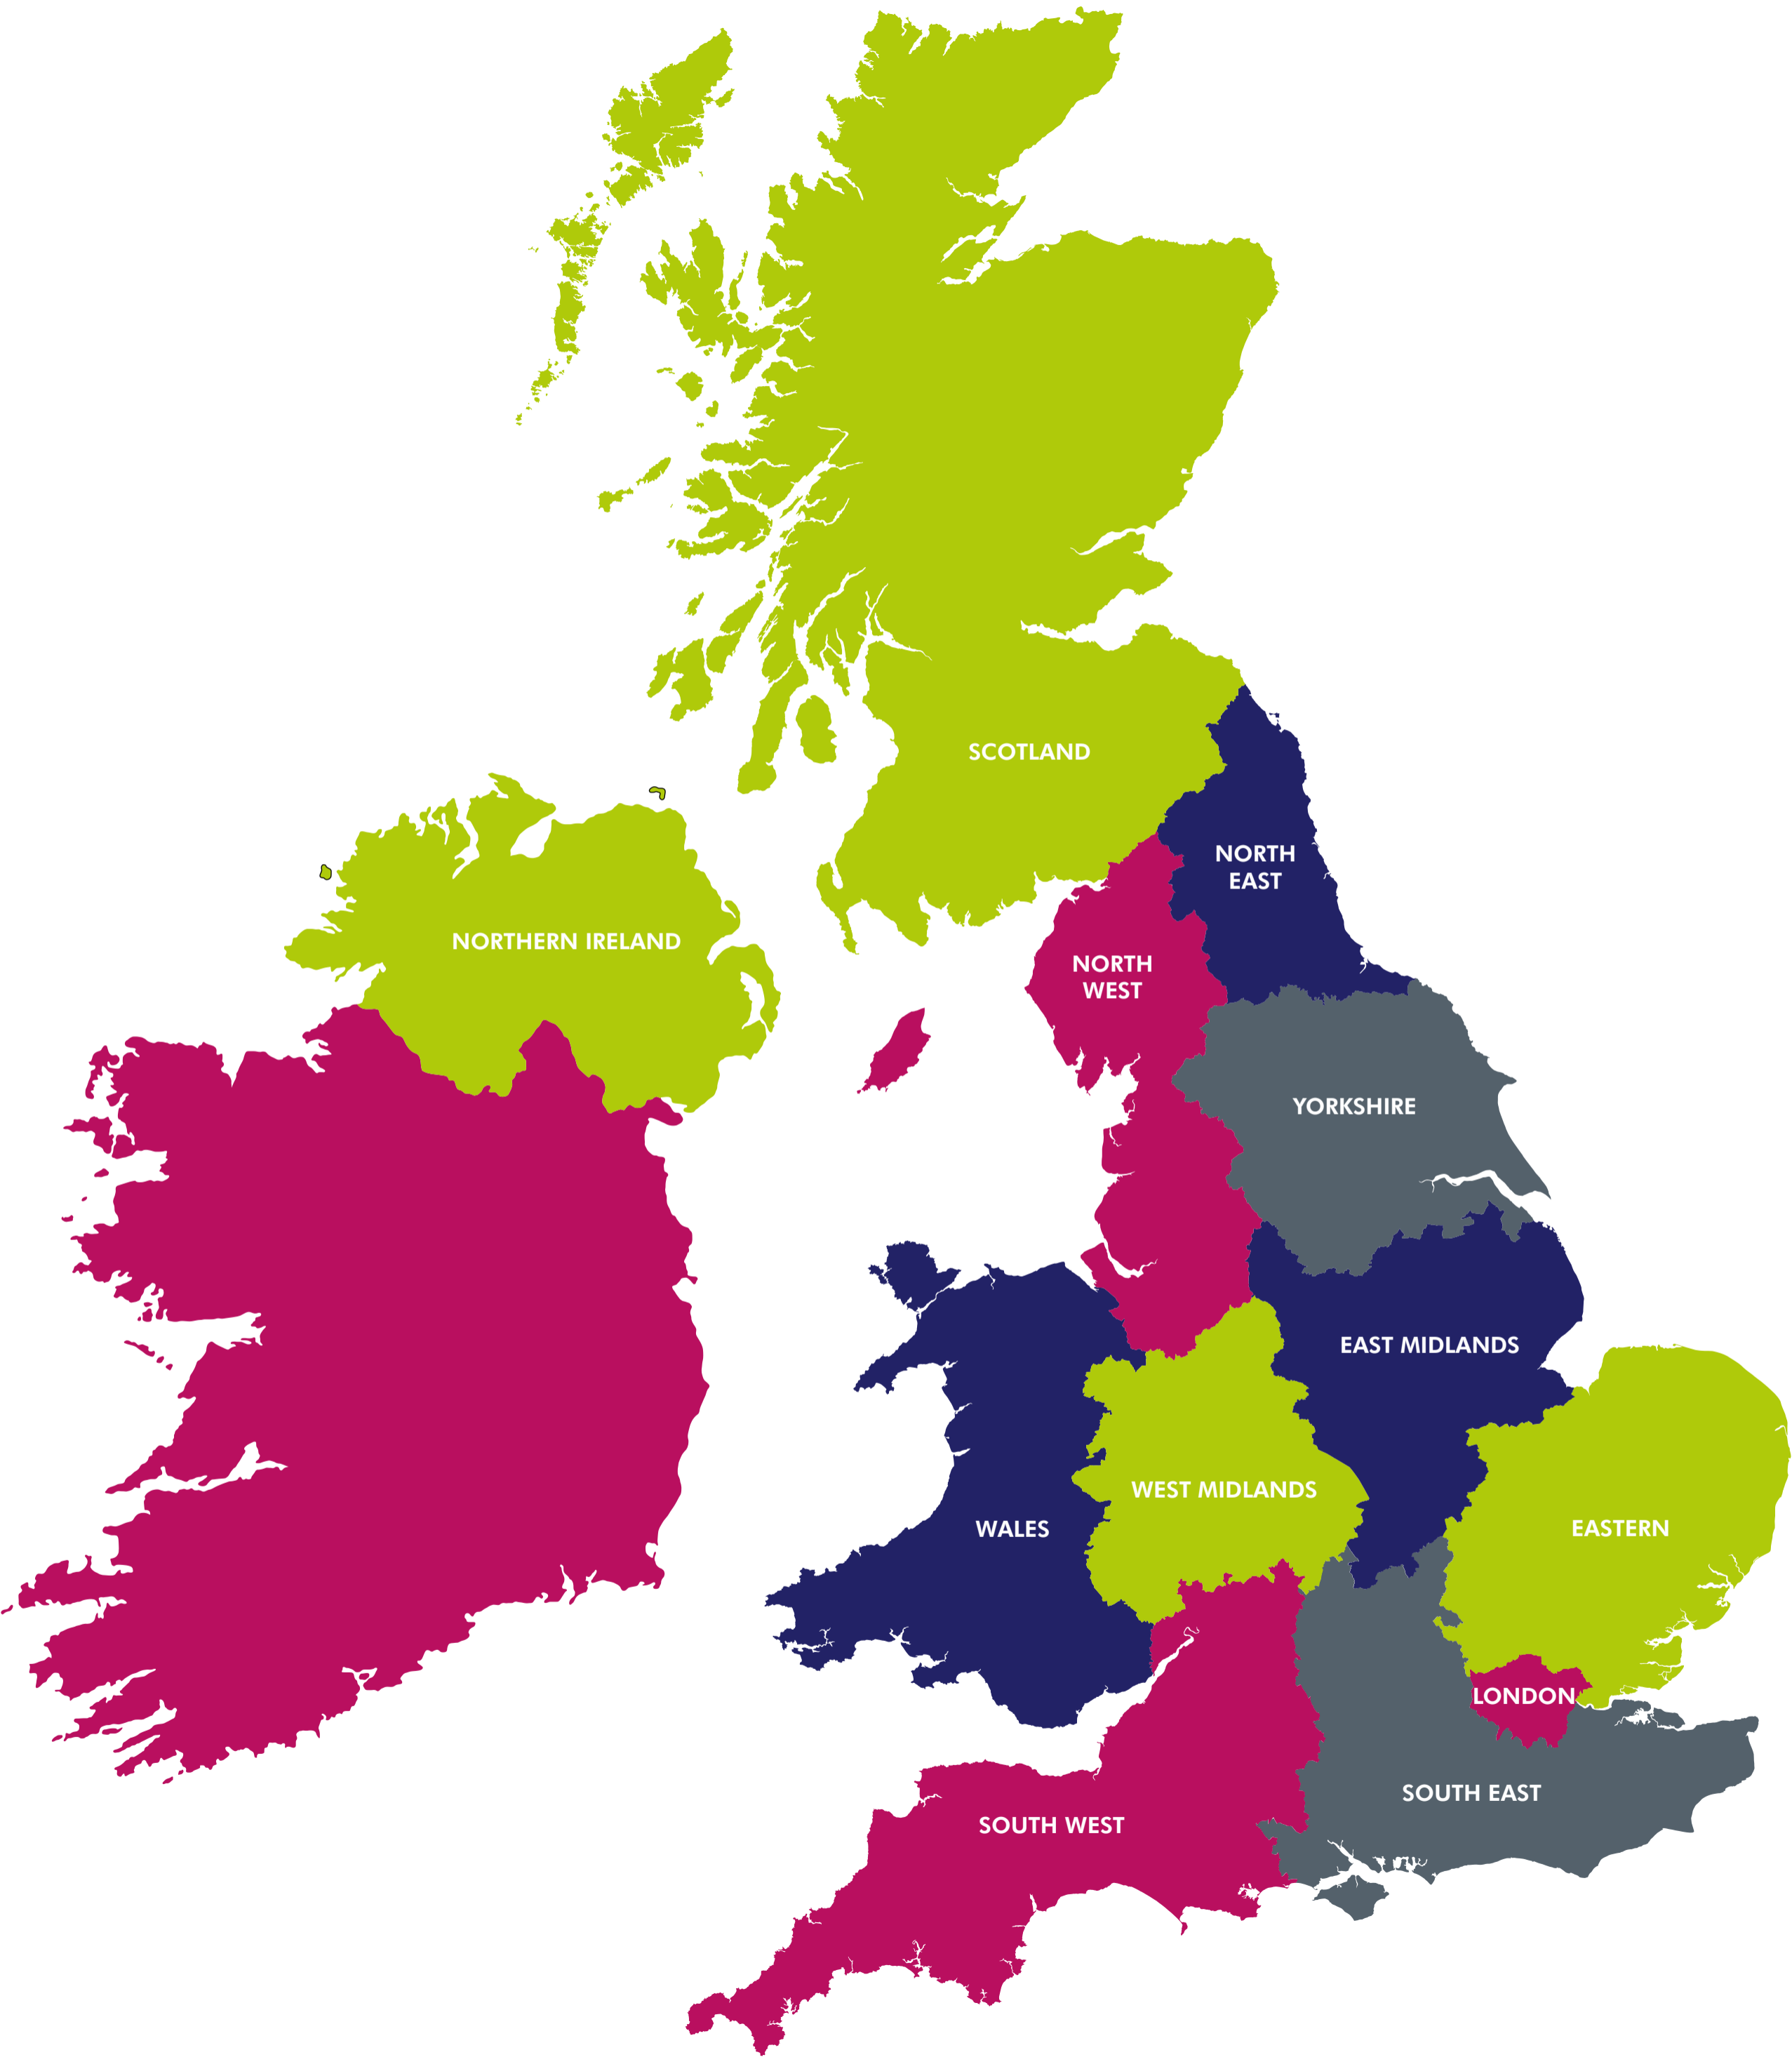 SCOTLAND
NORTH
EAST
NORTHERN IRELAND
NORTH
WEST
YORKSHIRE
EAST MIDLANDS
WEST MIDLANDS
WALES
EASTERN
LONDON
SOUTH EAST
SOUTH WEST